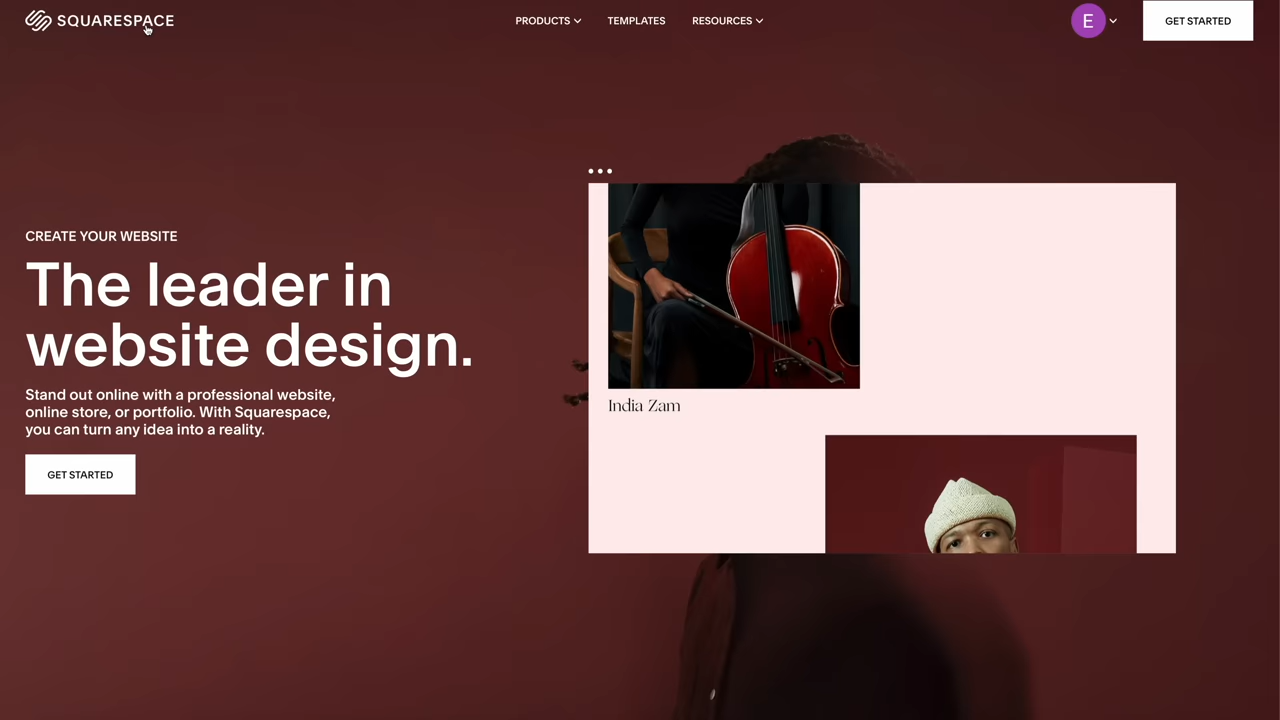 SQUARESPACE
PRODUCTS
TEMPLATES
RESOURCES
E
GET STARTED
CREATE YOUR WEBSITE
The leader in
website design.
Stand out online with a professional website,
online store, or portfolio. With Squarespace,
you can turn any idea into a reality.
GET STARTED
India Zam